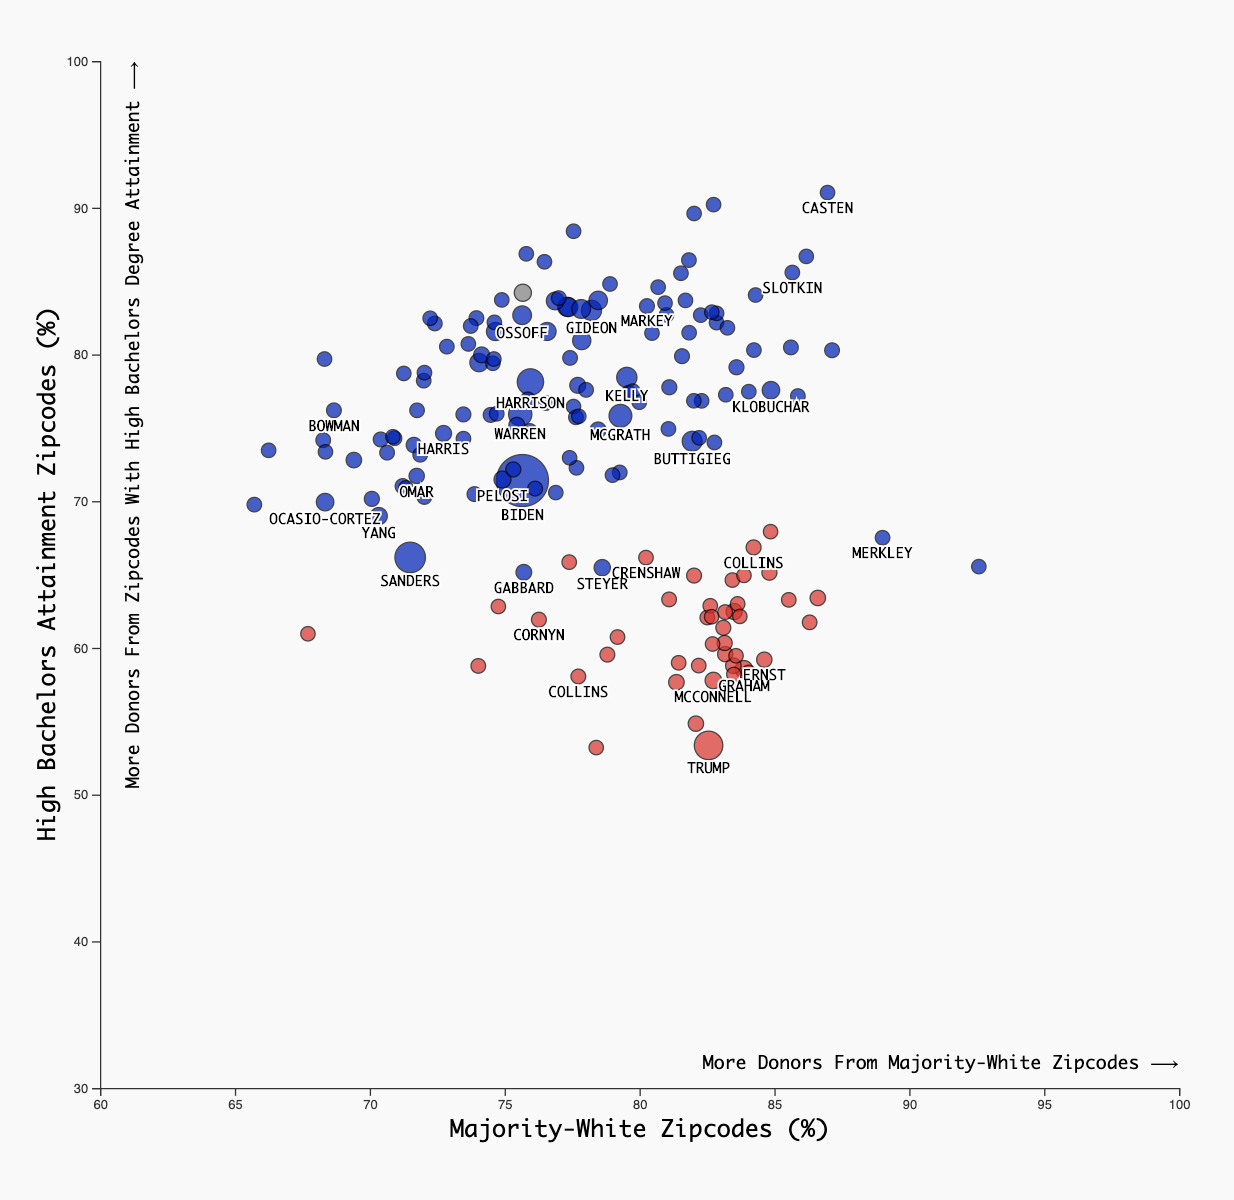 100
90
80
70
60
50
40
30
High Bachelors Attainment Zipcodes (%)
More Donors From Zipcodes With High Bachelors Degree Attainment ⟶
CASTEN
SLOTKIN
MARKEY
GIDEON
OSSOFF
KELLY
HARRISON
KLOBUCHAR
BOWMAN
WARREN
MCGRATH
HARRIS
BUTTIGIEG
OMAR
PELOSI
BIDEN
OCASIO-CORTEZ
YANG
MERKLEY
COLLINS
CRENSHAW
SANDERS
STEYER
GABBARD
CORNYN
ERNST
GRAHAM
COLLINS
MCCONNELL
TRUMP
More Donors From Majority-White Zipcodes ⟶
60 65 70 75 80 85 90 95 100
Majority-White Zipcodes (%)